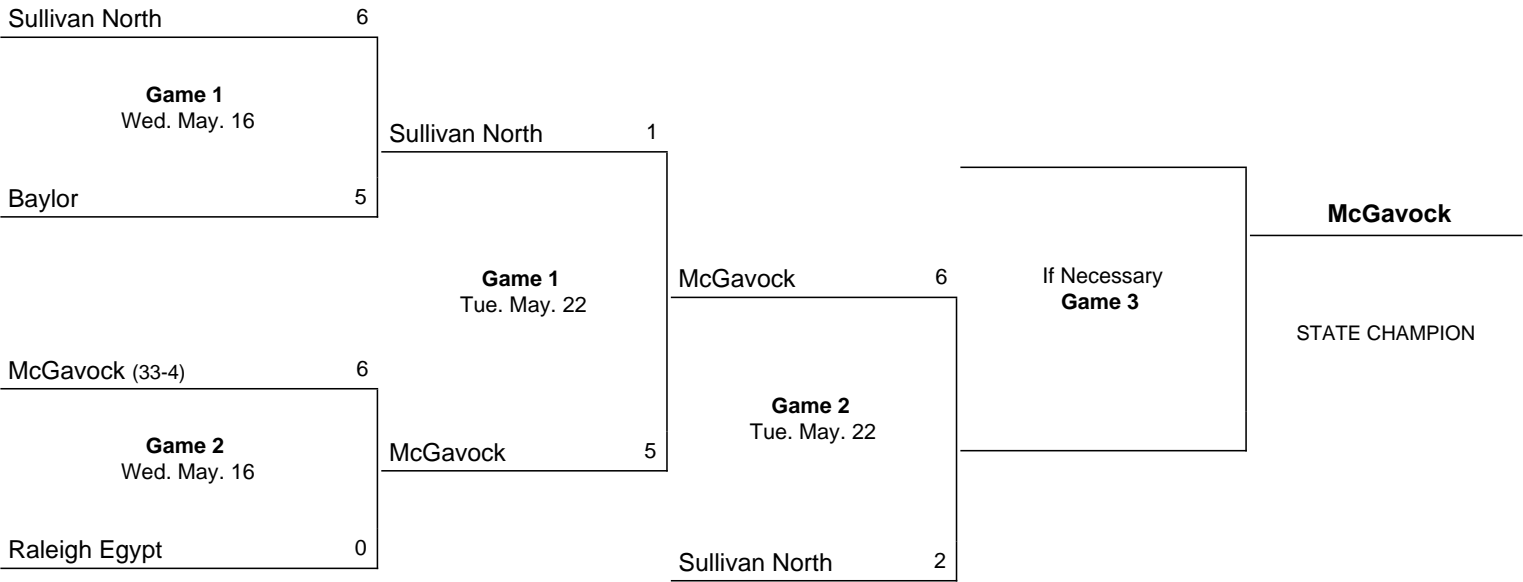 Sullivan North 6
Game 1
Wed. May. 16
Baylor 5
McGavock (33-4) 6
Game 2
Wed. May. 16
Raleigh Egypt 0
Sullivan North 1
Game 1
Tue. May. 22
McGavock 5
McGavock 6
Game 2
Tue. May. 22
Sullivan North 2
If Necessary
Game 3
McGavock
STATE CHAMPION